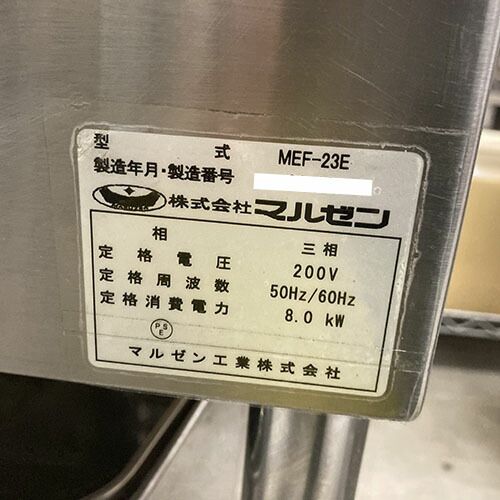 型 式 MEF-23E
製造年月・製造番号
株式会社マルゼン
相 三相
定格電圧 200V
定格周波数 50Hz/60Hz
定格消費電力 8.0 kW
PS
E
マルゼン工業株式会社